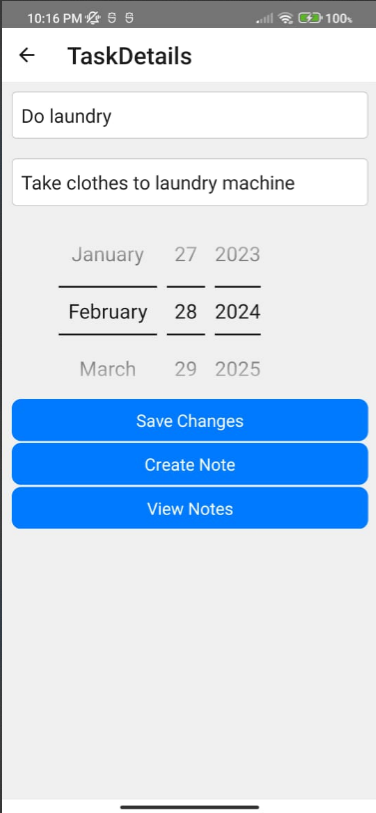 10:16 PM 100%
TaskDetails
Do laundry
Take clothes to laundry machine
January 27 2023
February 28 2024
March 29 2025
Save Changes
Create Note
View Notes